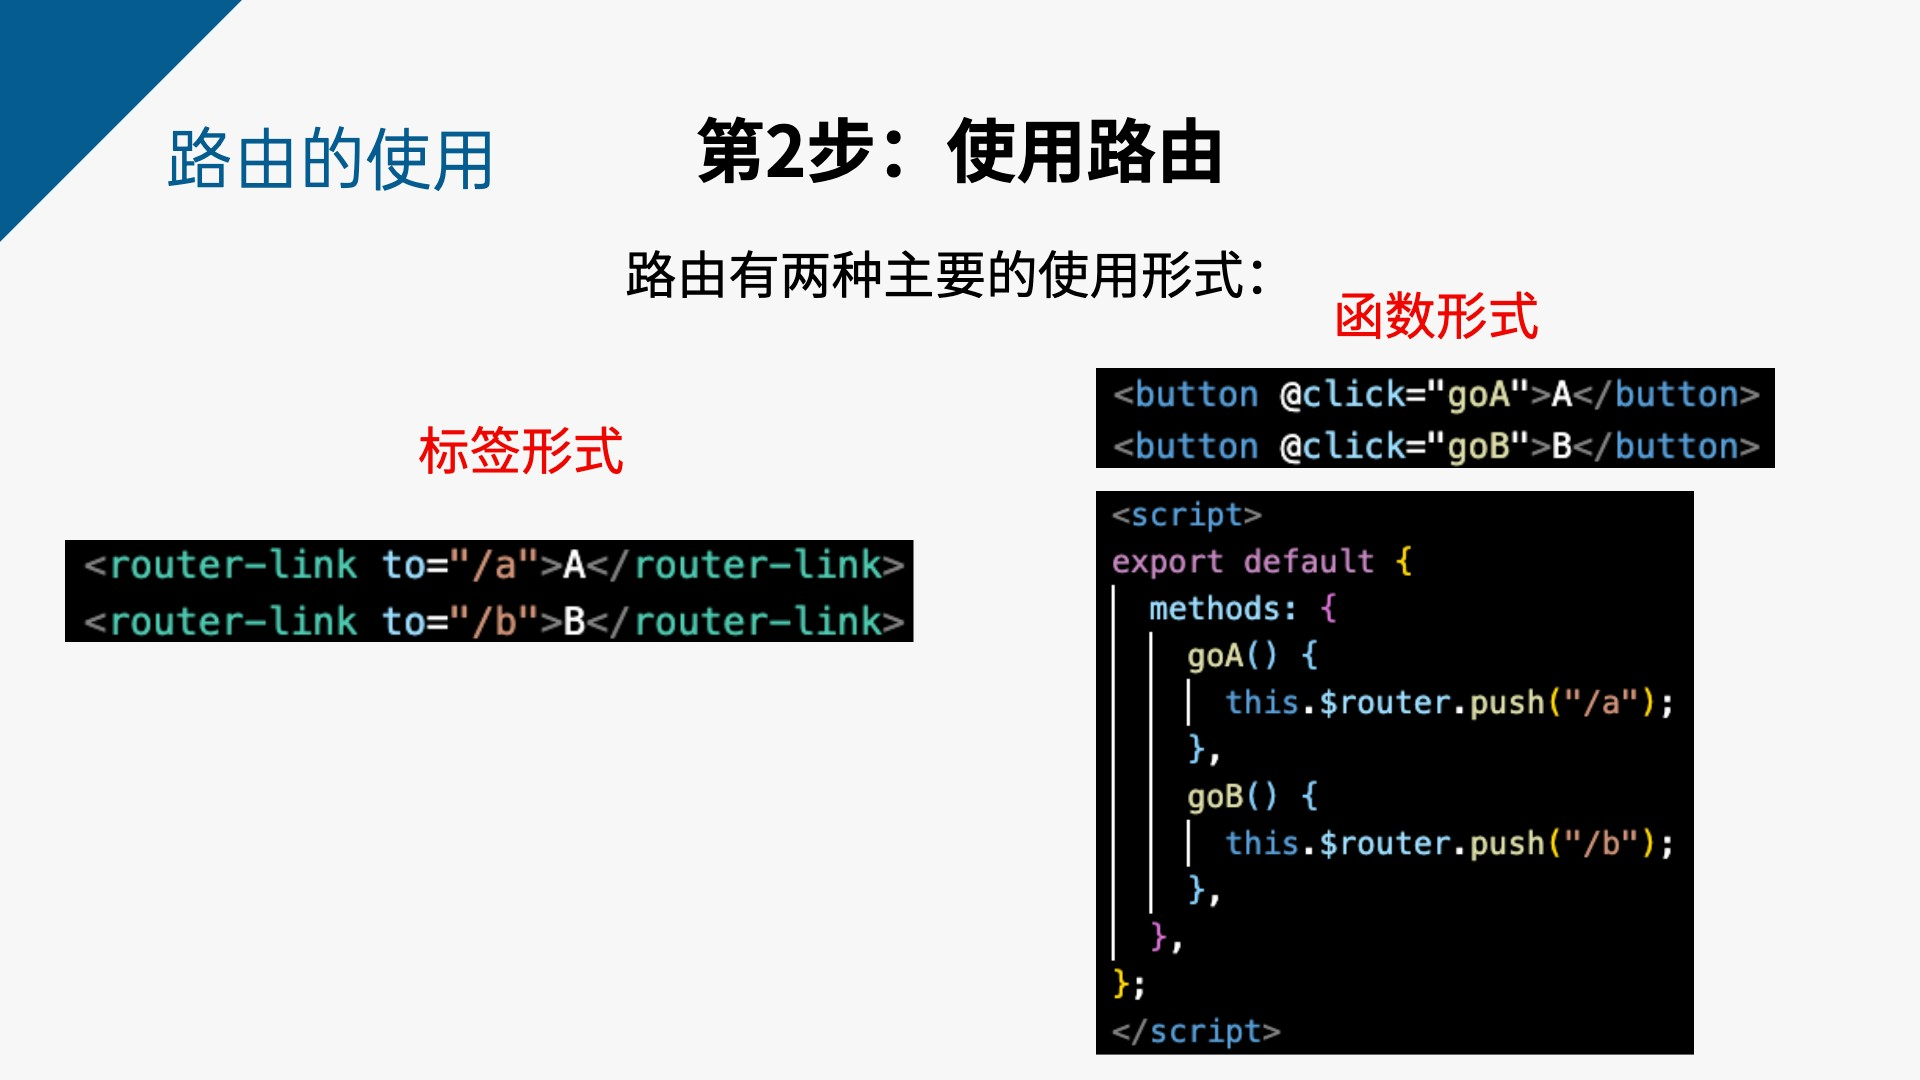 路由的使用
第2步：使用路由
路由有两种主要的使用形式：
标签形式
<router-link to="/a">A</router-link>
<router-link to="/b">B</router-link>
函数形式
<button @click="goA">A</button>
<button @click="goB">B</button>
<script>
export default {
  methods: {
    goA() {
      this.$router.push("/a");
    },
    goB() {
      this.$router.push("/b");
    },
  },
};
</script>